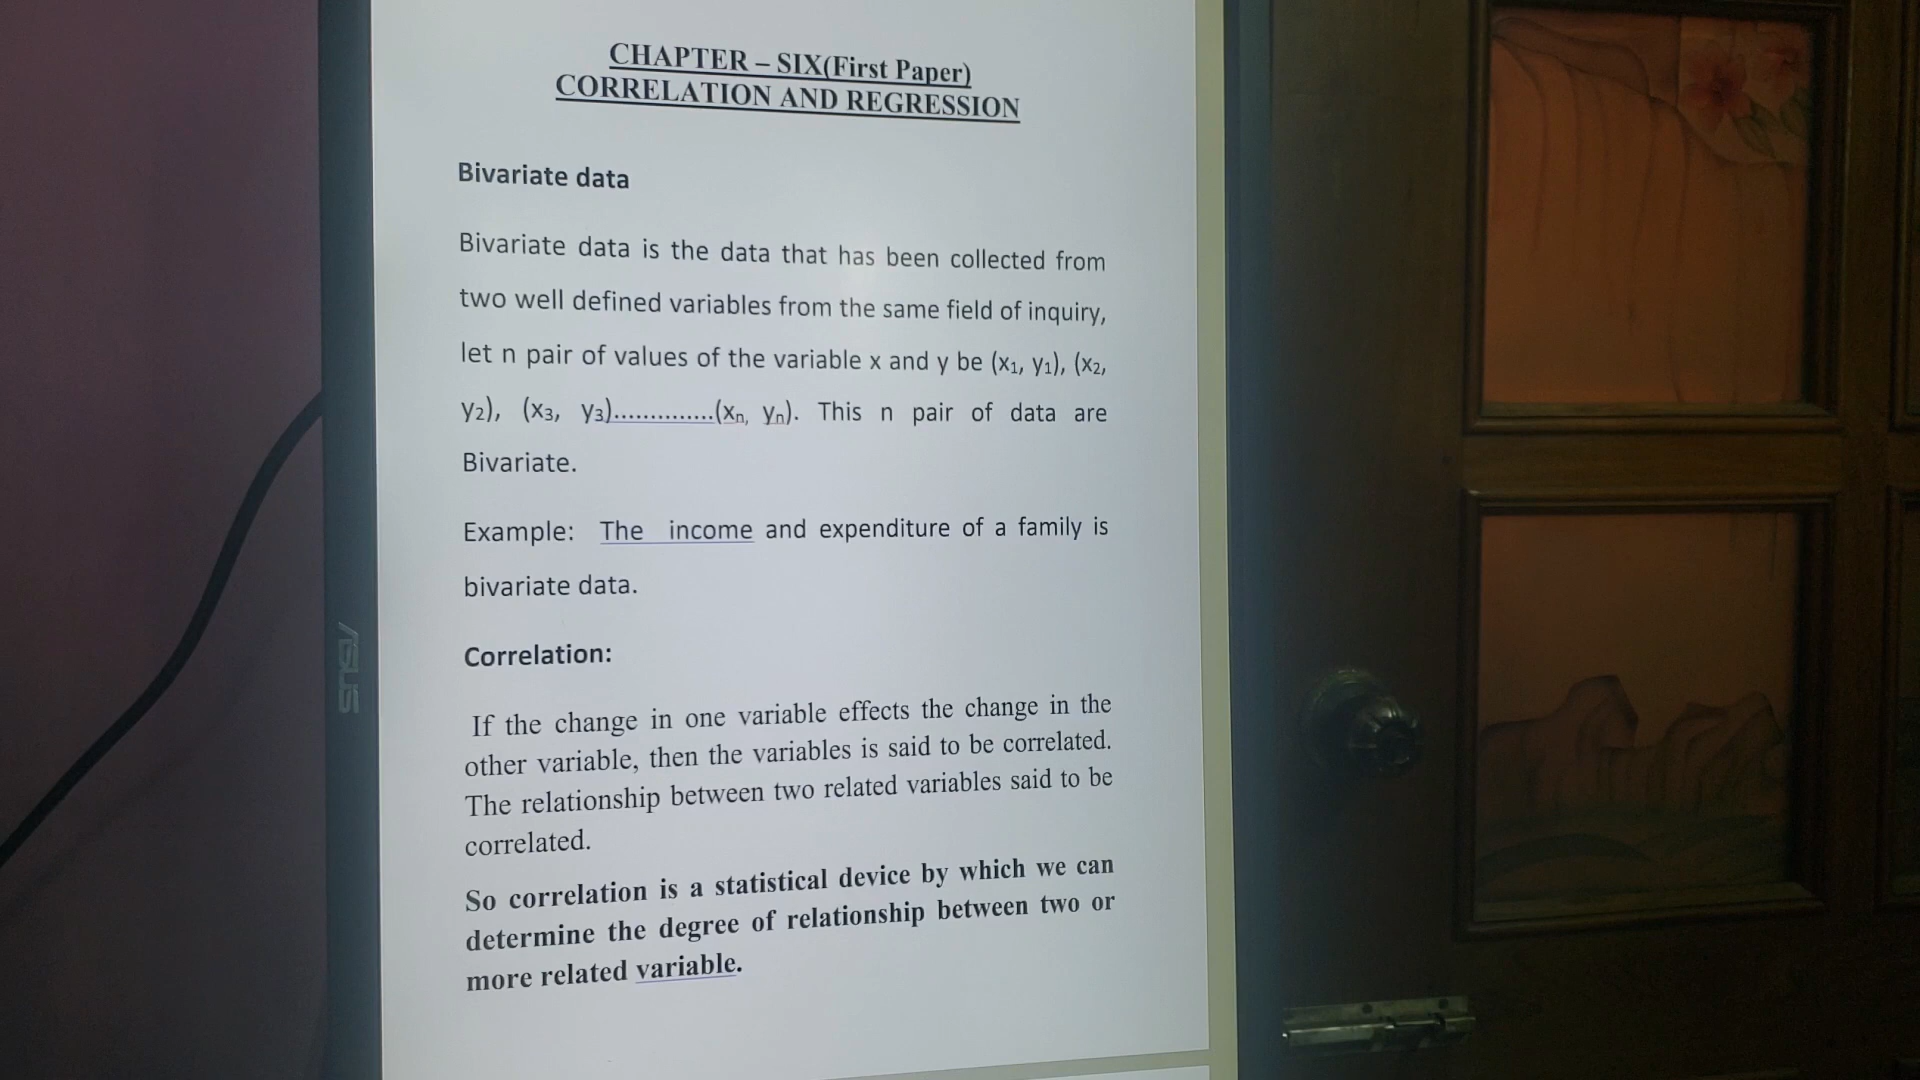 CHAPTER – SIX(First Paper)
CORRELATION AND REGRESSION
Bivariate data
Bivariate data is the data that has been collected from
two well defined variables from the same field of inquiry,
let n pair of values of the variable x and y be (x₁, y₁), (x₂,
y₂), (x₃, y₃)..............(xₙ, yₙ). This n pair of data are
Bivariate.
Example: The income and expenditure of a family is
bivariate data.
Correlation:
If the change in one variable effects the change in the
other variable, then the variables is said to be correlated.
The relationship between two related variables said to be
correlated.
So correlation is a statistical device by which we can
determine the degree of relationship between two or
more related variable.
ASUS